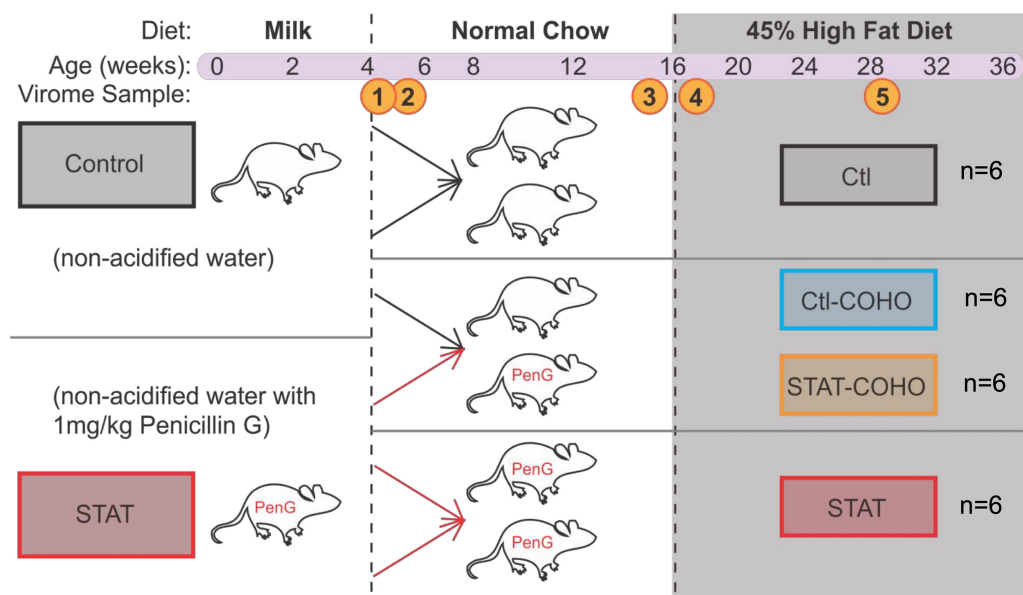 Diet: Milk Normal Chow 45% High Fat Diet
Age (weeks): 0 2 4 6 8 12 16 20 24 28 32 36
Virome Sample: 1 2 3 4 5
Control
Ctl n=6
(non-acidified water)
Ctl-COHO n=6
PenG
STAT-COHO n=6
(non-acidified water with
1mg/kg Penicillin G)
PenG
STAT
PenG
STAT n=6
PenG